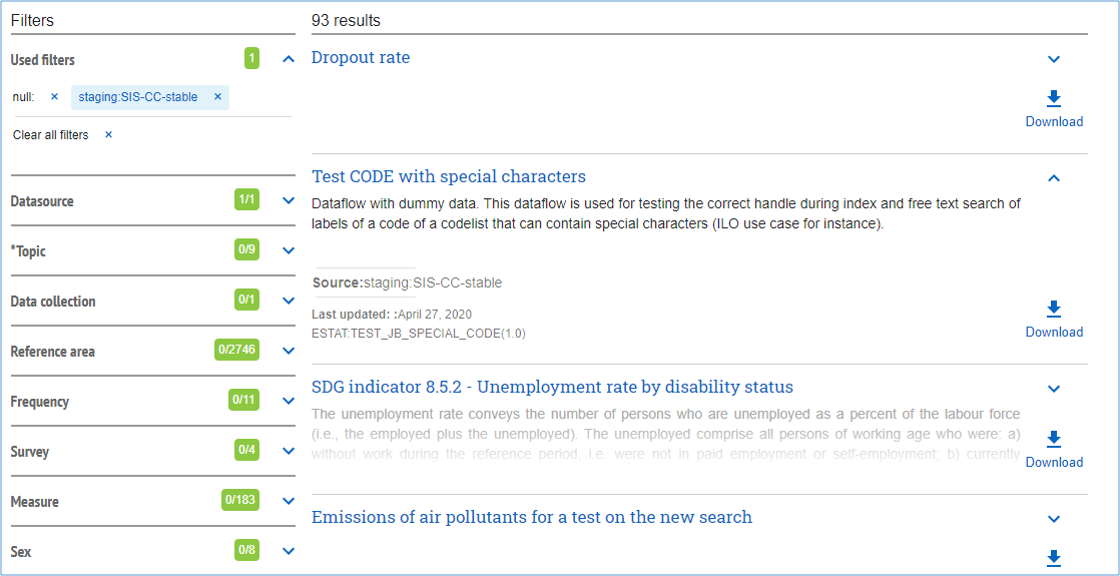 Filters
Used filters 1
null: × staging:SIS-CC-stable ×
Clear all filters ×
Datasource 1/1
*Topic 0/9
Data collection 0/1
Reference area 0/2746
Frequency 0/11
Survey 0/4
Measure 0/183
Sex 0/8
93 results
Dropout rate
Download
Test CODE with special characters
Dataflow with dummy data. This dataflow is used for testing the correct handle during index and free text search of
labels of a code of a codelist that can contain special characters (ILO use case for instance).
Source:staging:SIS-CC-stable
Last updated: :April 27, 2020
ESTAT:TEST_JB_SPECIAL_CODE(1.0)
Download
SDG indicator 8.5.2 - Unemployment rate by disability status
The unemployment rate conveys the number of persons who are unemployed as a percent of the labour force
(i.e., the employed plus the unemployed). The unemployed comprise all persons of working age who were: a)
without work during the reference period, i.e. were not in paid employment or self-employment; b) currently
Download
Emissions of air pollutants for a test on the new search